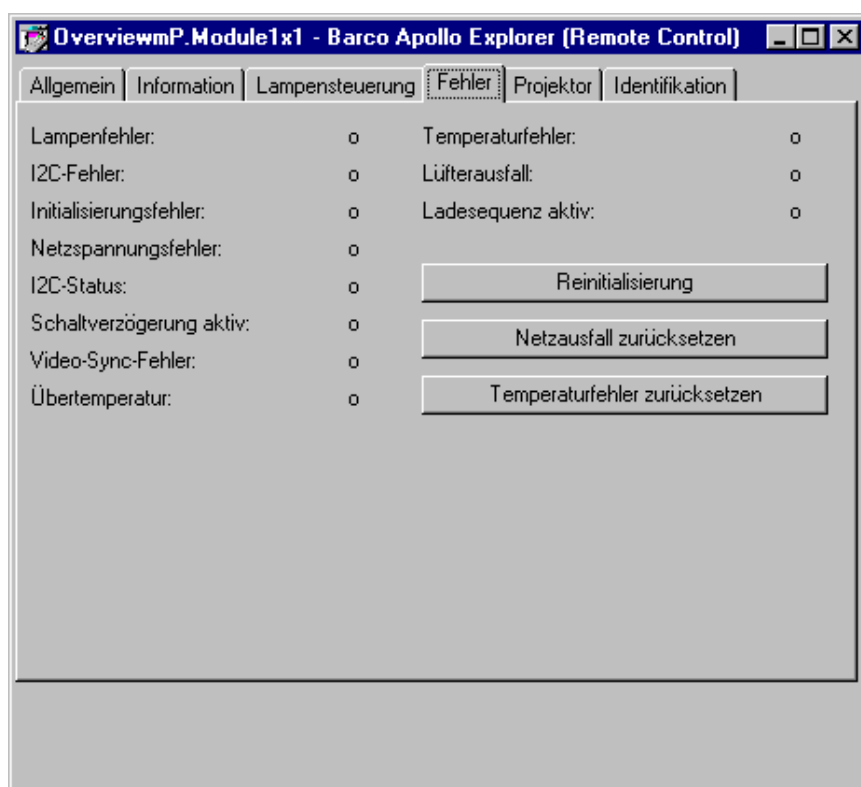 OverviewmP.Module1x1 - Barco Apollo Explorer (Remote Control)
Allgemein Information Lampensteuerung Fehler Projektor Identifikation
Lampenfehler: o Temperaturfehler: o
I2C-Fehler: o Lüfterausfall: o
Initialisierungsfehler: o Ladesequenz aktiv: o
Netzspannungsfehler: o
I2C-Status: o
Reinitialisierung
Schaltverzögerung aktiv: o
Netzausfall zurücksetzen
Video-Sync-Fehler: o
Übertemperatur: o
Temperaturfehler zurücksetzen